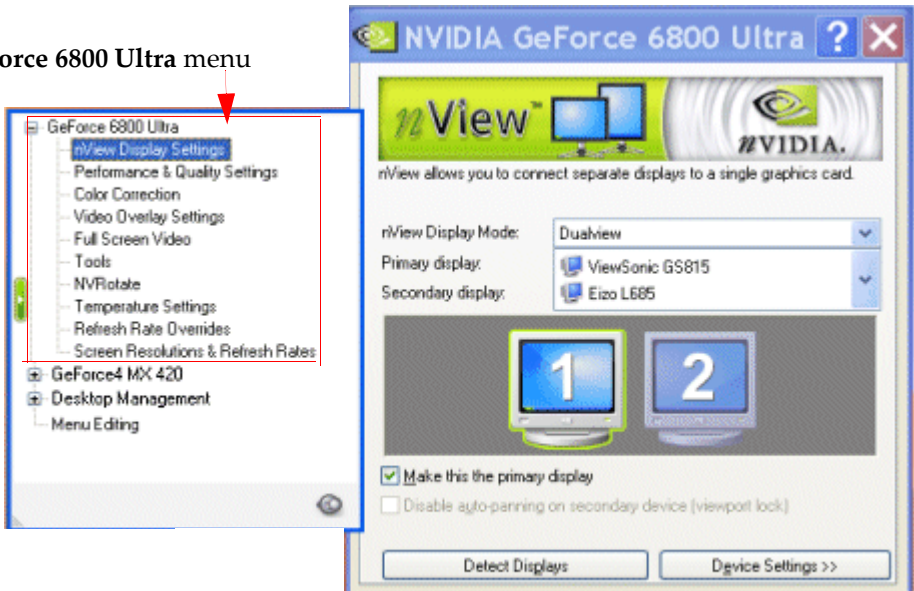 orce 6800 Ultra menu
GeForce 6800 Ultra
nView Display Settings
Performance & Quality Settings
Color Correction
Video Overlay Settings
Full Screen Video
Tools
NVRotate
Temperature Settings
Refresh Rate Overrides
Screen Resolutions & Refresh Rates
GeForce4 MX 420
Desktop Management
Menu Editing
NVIDIA GeForce 6800 Ultra ? X
nView™
nVIDIA.
nView allows you to connect separate displays to a single graphics card.
nView Display Mode: Dualview
Primary display: ViewSonic GS815
Secondary display: Eizo L685
1 2
Make this the primary display
Disable auto-panning on secondary device (viewport lock)
Detect Displays Device Settings >>